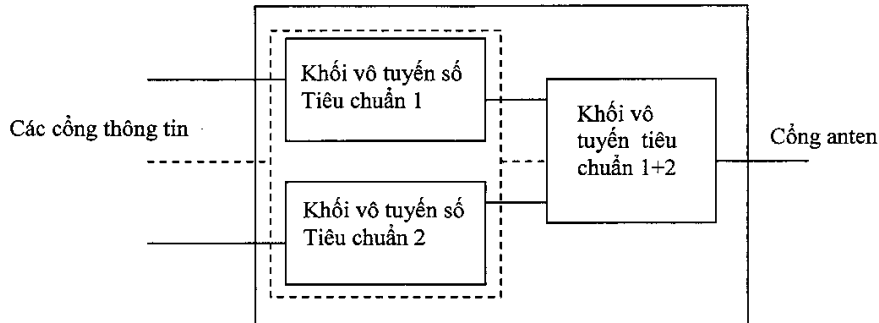 Khối vô tuyến số
Tiêu chuẩn 1
Các cổng thông tin
Khối vô
tuyến tiêu
chuẩn 1+2
Cổng anten
Khối vô tuyến số
Tiêu chuẩn 2